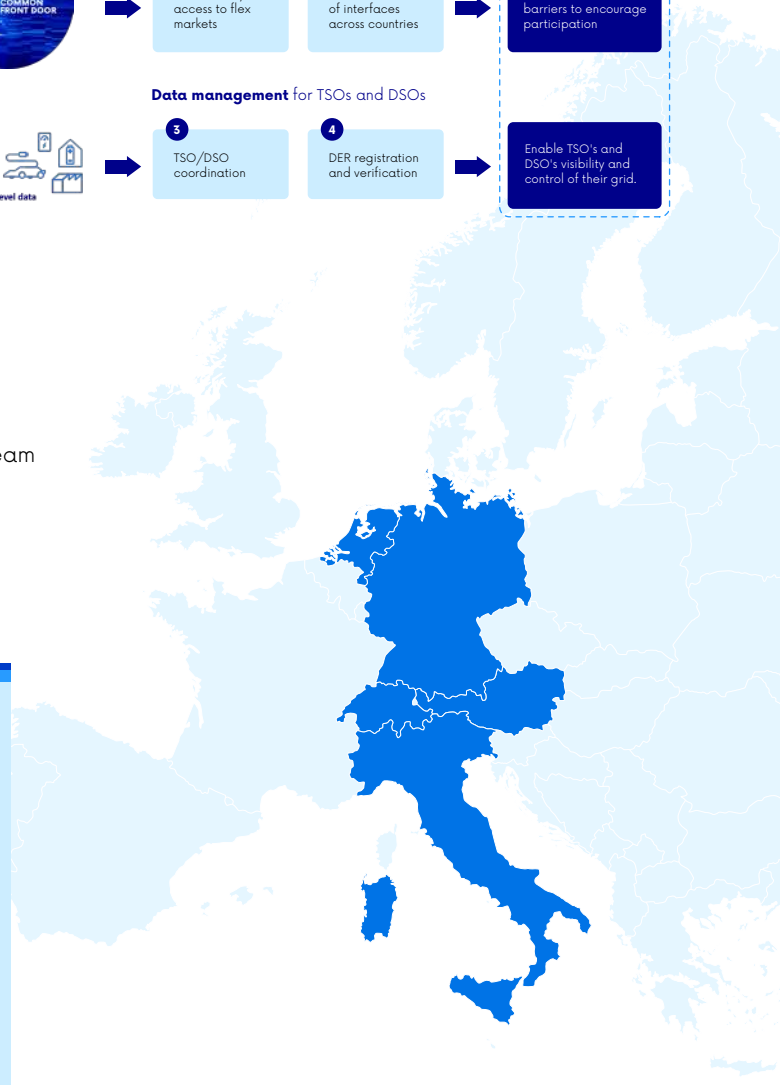 COMMON
FRONT DOOR
access to flex
markets
of interfaces
across countries
barriers to encourage
participation
Data management for TSOs and DSOs
3
TSO/DSO
coordination
4
DER registration
and verification
Enable TSO's and
DSO's visibility and
control of their grid.
evel data
eam